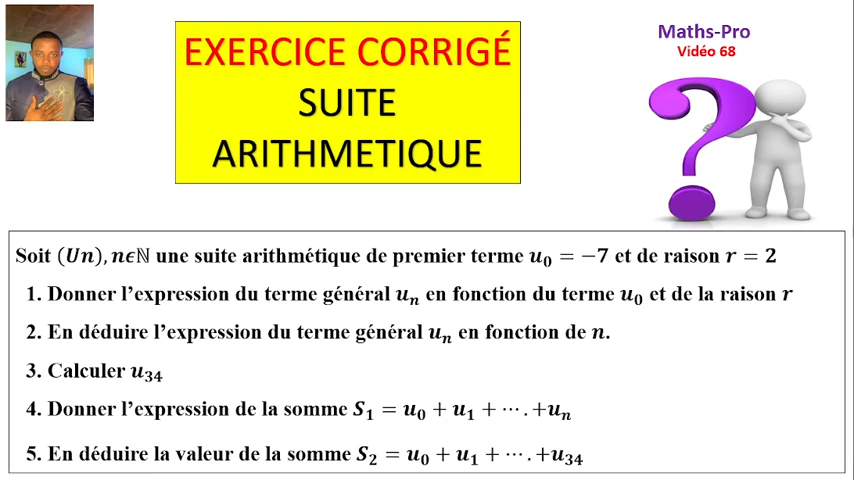 EXERCICE CORRIGÉ
SUITE
ARITHMETIQUE
Maths-Pro
Vidéo 68
Soit (Un), nϵℕ une suite arithmétique de premier terme u₀ = −7 et de raison r = 2
1. Donner l’expression du terme général uₙ en fonction du terme u₀ et de la raison r
2. En déduire l’expression du terme général uₙ en fonction de n.
3. Calculer u₃₄
4. Donner l’expression de la somme S₁ = u₀ + u₁ + ⋯ . +uₙ
5. En déduire la valeur de la somme S₂ = u₀ + u₁ + ⋯ . +u₃₄